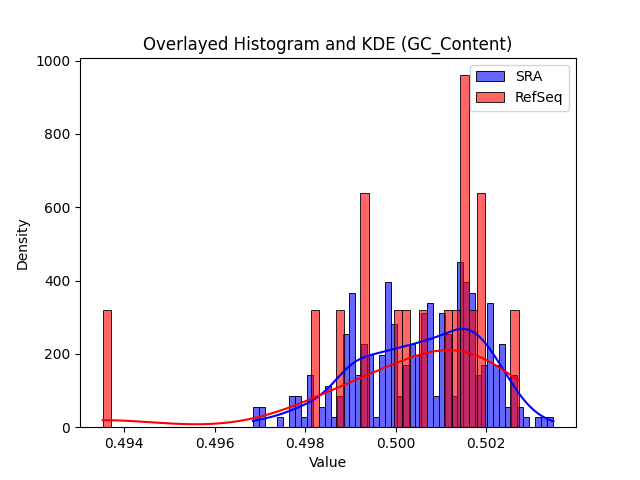 Overlayed Histogram and KDE (GC_Content)
SRA
RefSeq
1000
800
600
400
200
0
Density
0.494 0.496 0.498 0.500 0.502
Value